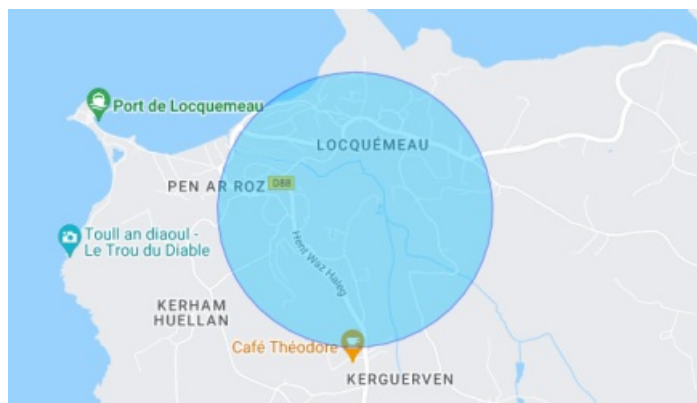 Port de Locquemeau
LOCQUÉMEAU
PEN AR ROZ
D88
Toull an diaoul -
Le Trou du Diable
Hent Waz Haleg
KERHAM
HUELLAN
Café Théodore
KERGUERVEN